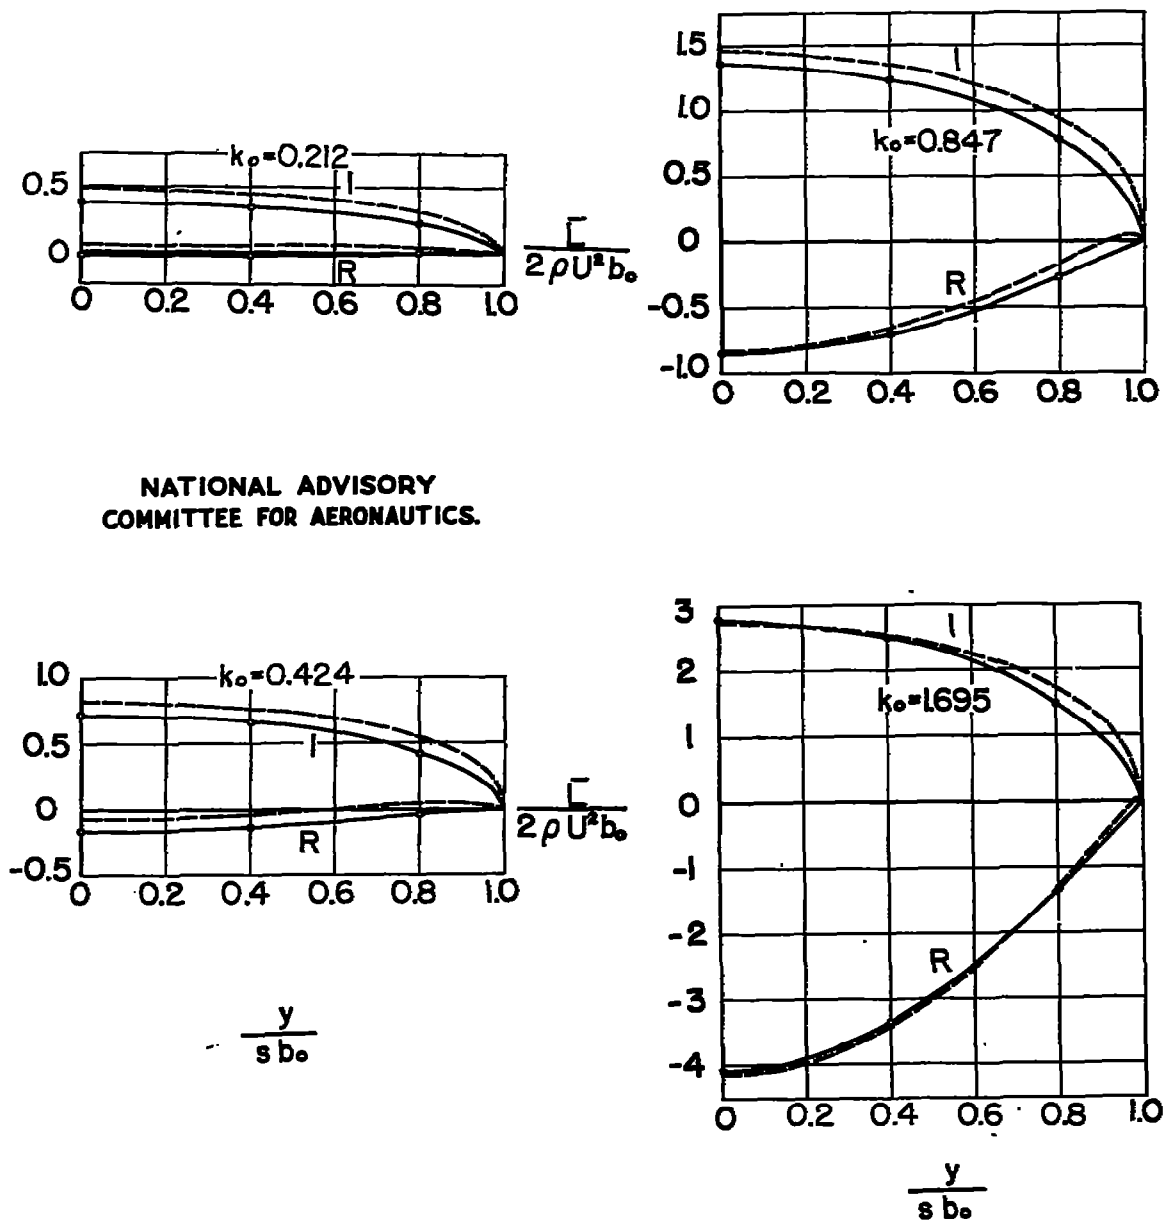 k₀=0.212
0.5
I
0
R
0 0.2 0.4 0.6 0.8 1.0
L̄
2ρU²b₀
1.5
I
1.0
k₀=0.847
0.5
0
R
-0.5
-1.0
0 0.2 0.4 0.6 0.8 1.0
NATIONAL ADVISORY
COMMITTEE FOR AERONAUTICS.
1.0
k₀=0.424
0.5
I
0
R
-0.5
0 0.2 0.4 0.6 0.8 1.0
L̄
2ρU²b₀
y
s b₀
3
I
2
k₀=1.695
1
0
-1
-2
R
-3
-4
0 0.2 0.4 0.6 0.8 1.0
y
s b₀